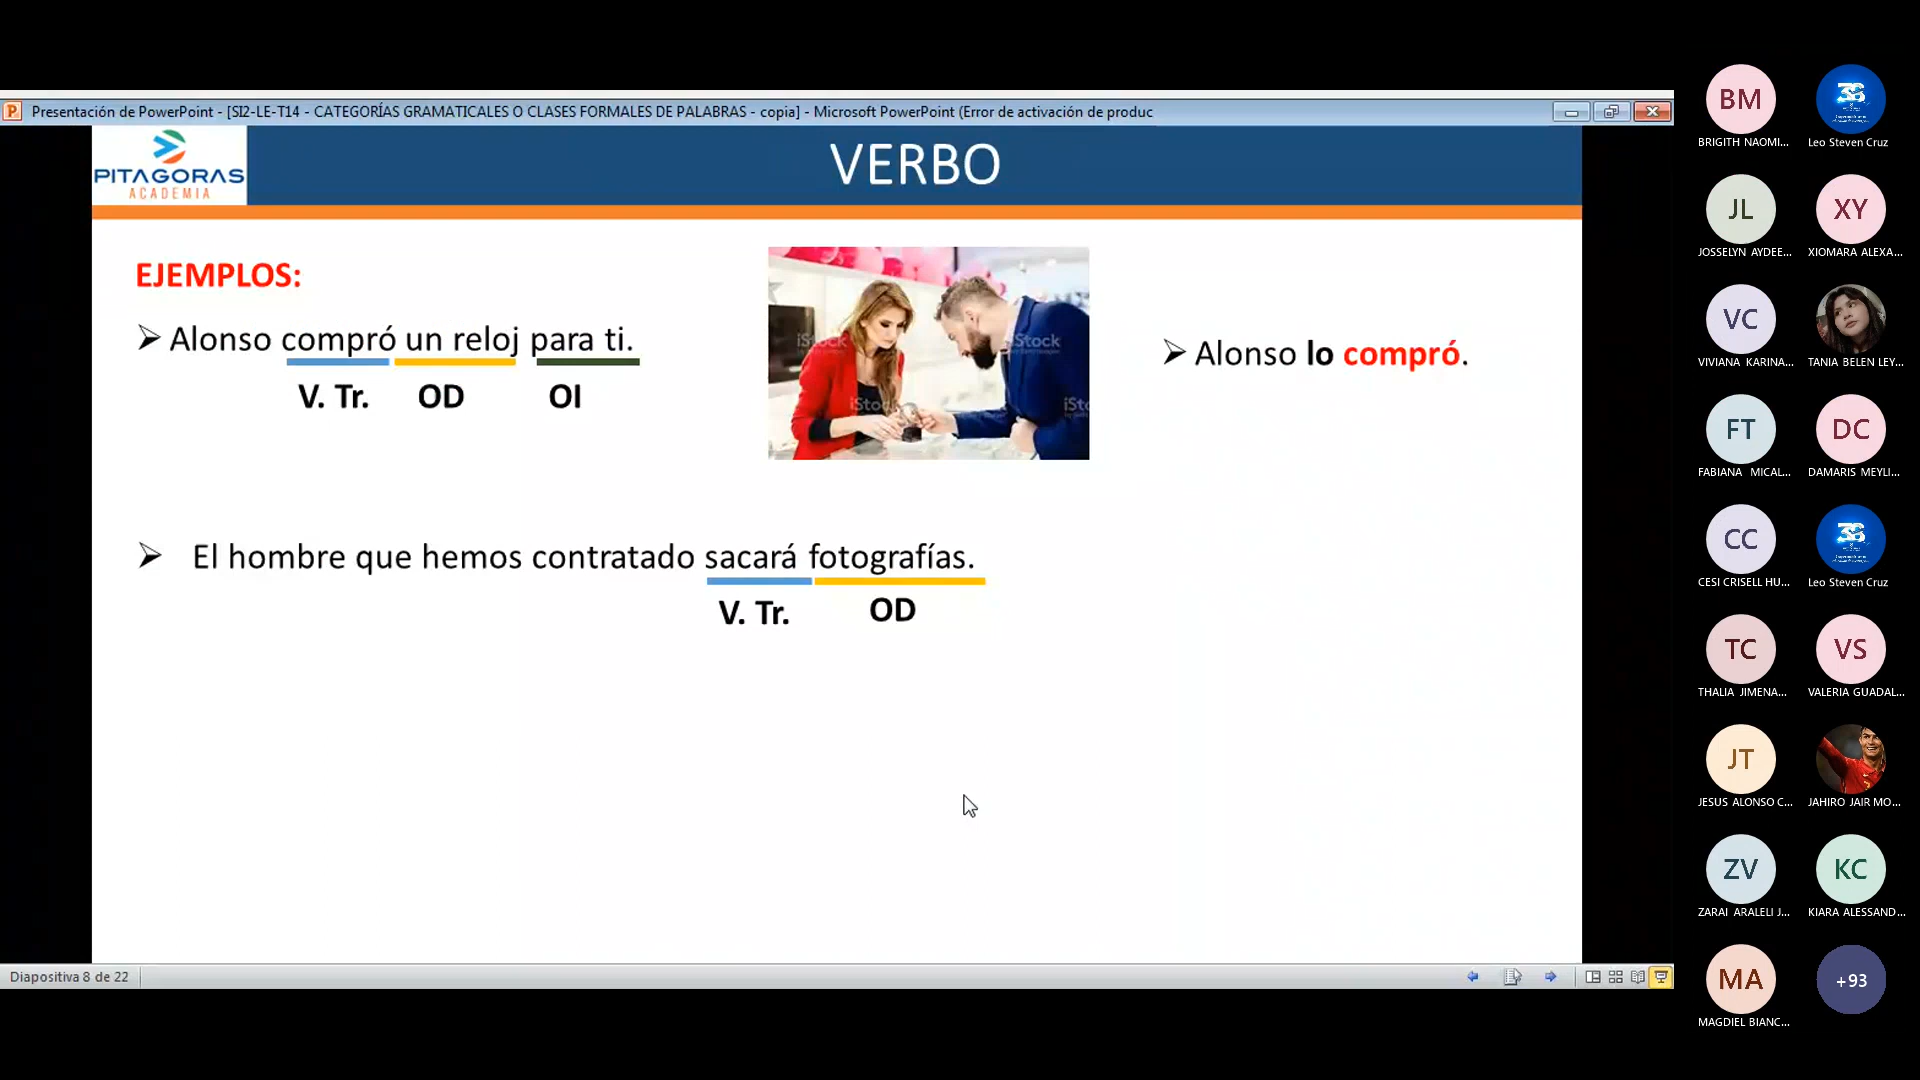 Presentación de PowerPoint - [SI2-LE-T14 - CATEGORÍAS GRAMATICALES O CLASES FORMALES DE PALABRAS - copia] - Microsoft PowerPoint (Error de activación de produc
PITAGORAS
ACADEMIA
VERBO
EJEMPLOS:
Alonso compró un reloj para ti.
V. Tr. OD OI
iStock
iStock
iStock
iSto
Alonso lo compró.
El hombre que hemos contratado sacará fotografías.
V. Tr. OD
Diapositiva 8 de 22
BM
BRIGITH NAOMI...
Leo Steven Cruz
JL
JOSSELYN AYDEE...
XY
XIOMARA ALEXA...
VC
VIVIANA KARINA...
TANIA BELEN LEY...
FT
FABIANA MICAL...
DC
DAMARIS MEYLI...
CC
CESI CRISELL HU...
Leo Steven Cruz
TC
THALIA JIMENA...
VS
VALERIA GUADAL...
JT
JESUS ALONSO C...
JAHIRO JAIR MO...
ZV
ZARAI ARALELI J...
KC
KIARA ALESSAND...
MA
MAGDIEL BIANC...
+93